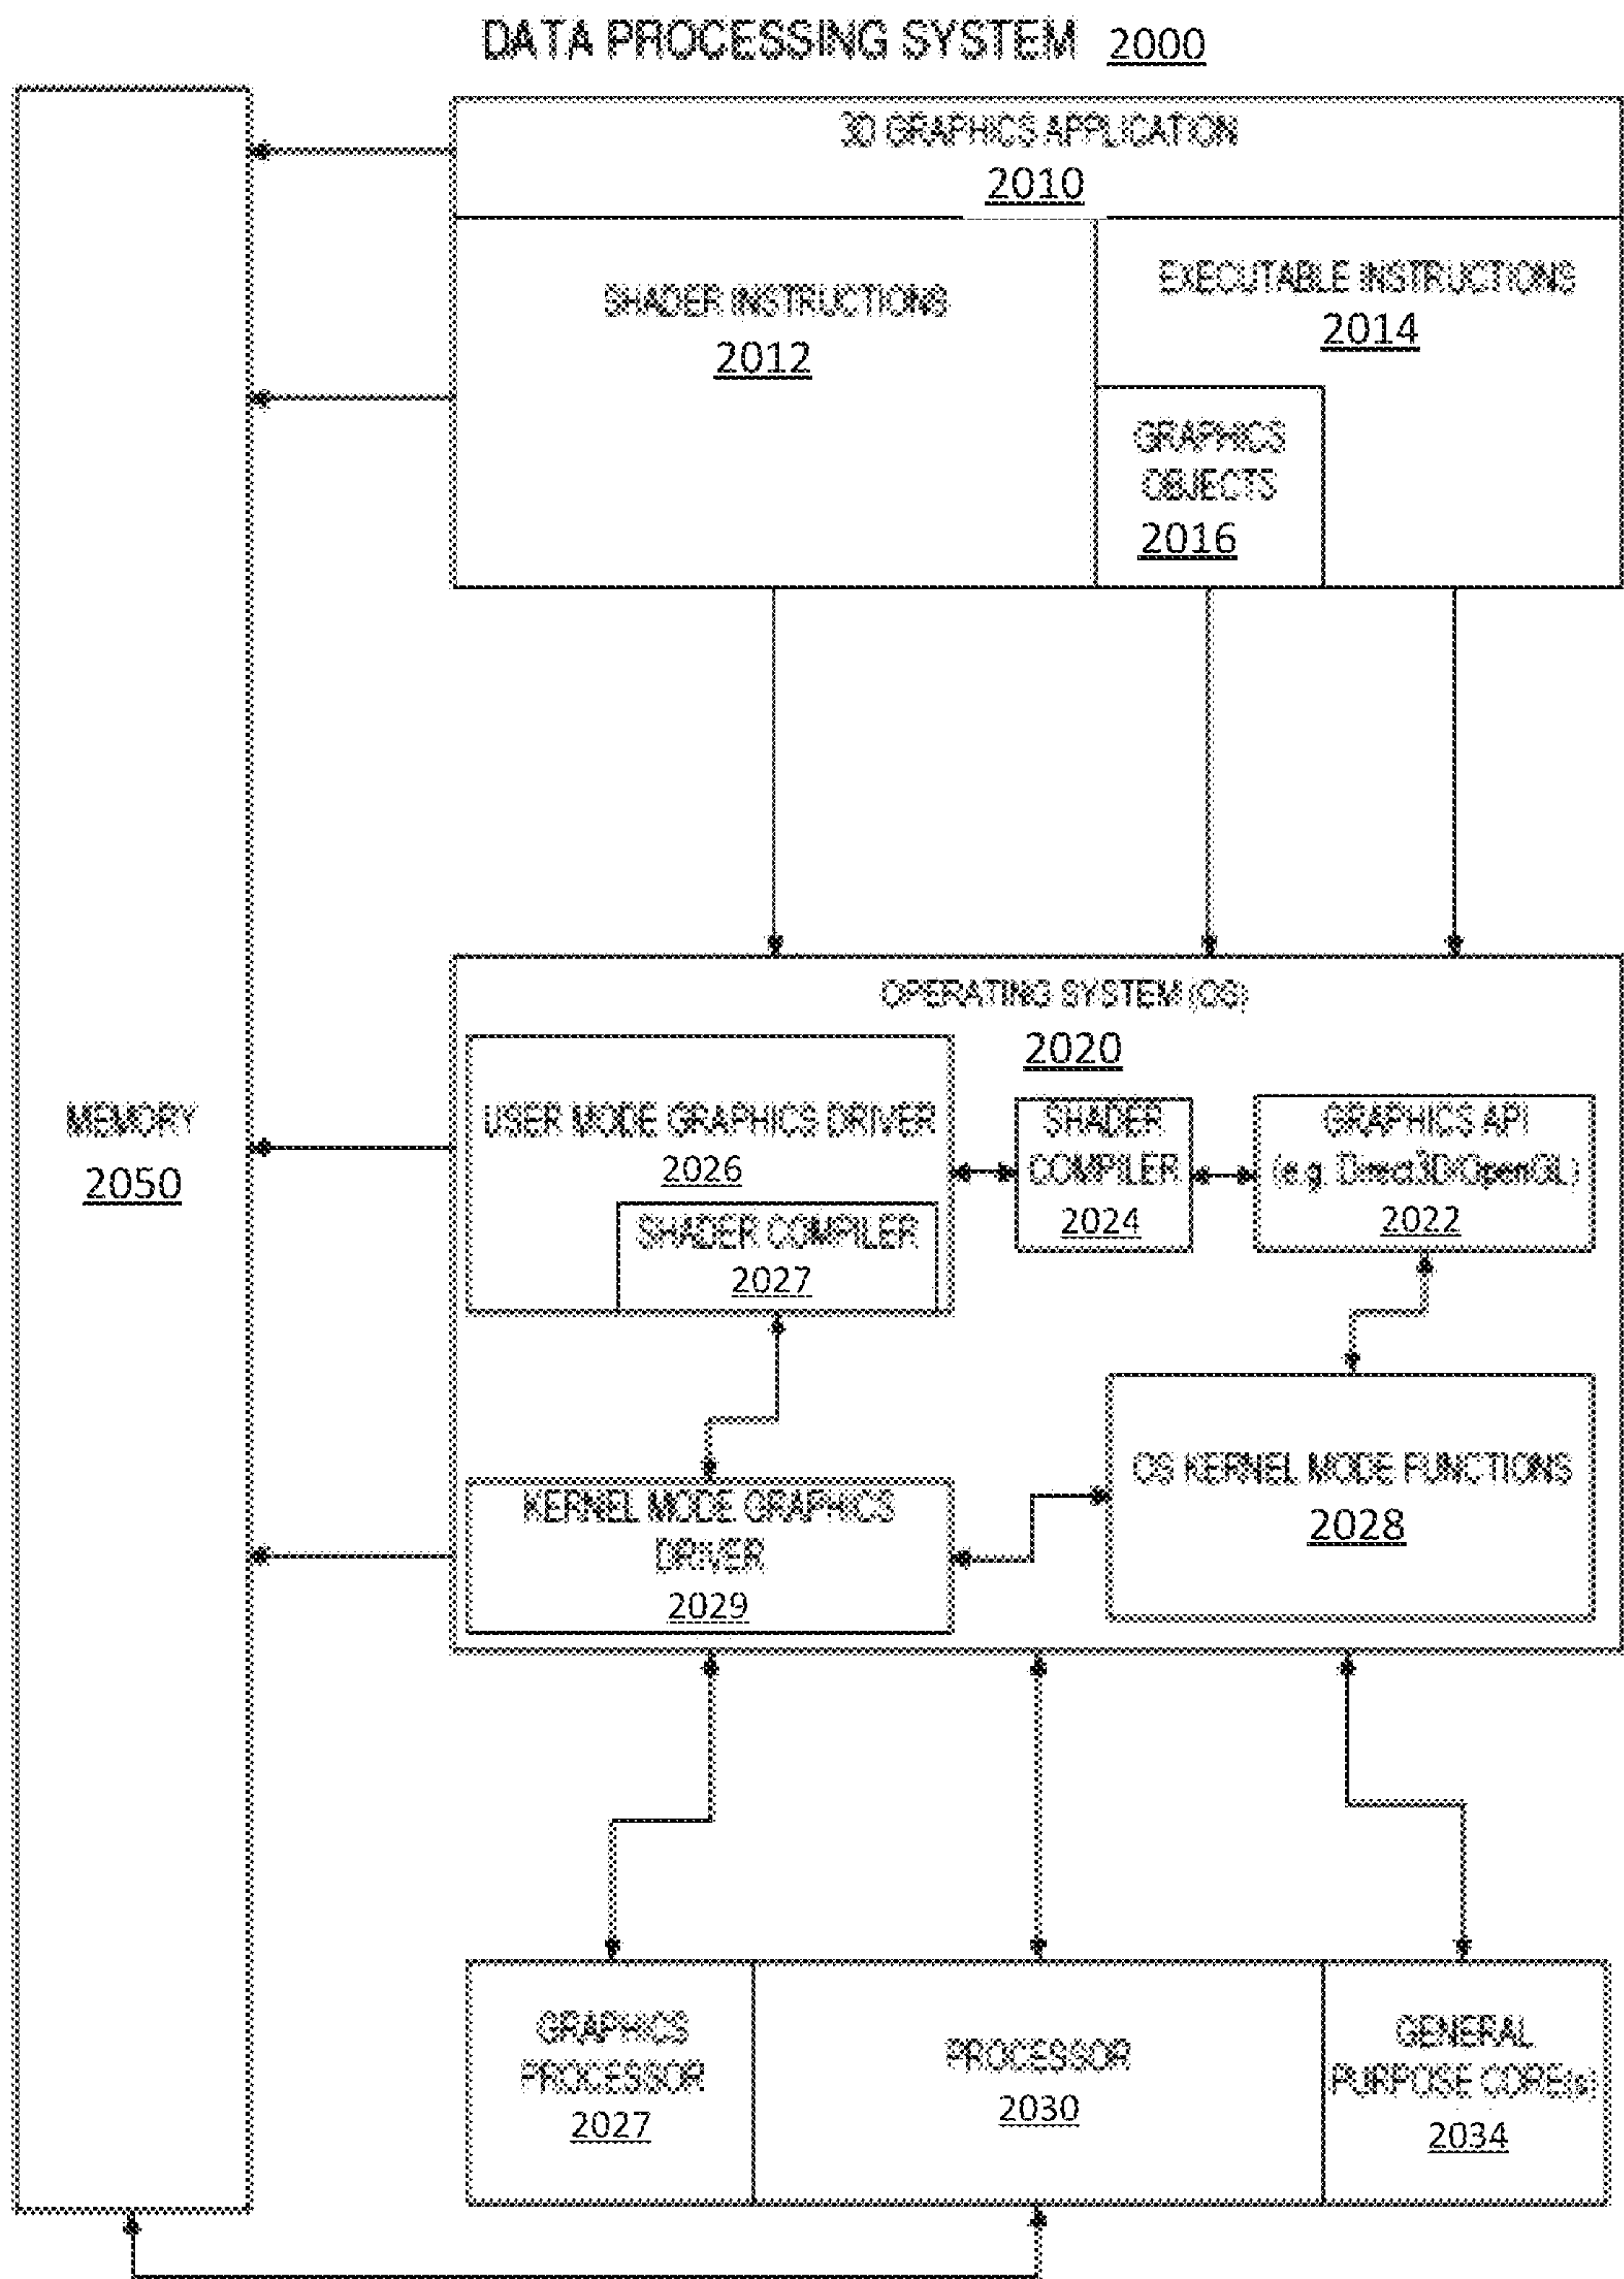 DATA PROCESSING SYSTEM 2000
3D GRAPHICS APPLICATION
2010
SHADER INSTRUCTIONS
2012
EXECUTABLE INSTRUCTIONS
2014
GRAPHICS
OBJECTS
2016
OPERATING SYSTEM (OS)
2020
MEMORY
2050
USER MODE GRAPHICS DRIVER
2026
SHADER COMPILER
2027
SHADER
COMPILER
2024
GRAPHICS API
(e.g. Direct3D/OpenGL)
2022
KERNEL MODE GRAPHICS
DRIVER
2029
OS KERNEL MODE FUNCTIONS
2028
GRAPHICS
PROCESSOR
2027
PROCESSOR
2030
GENERAL
PURPOSE CORE(s)
2034